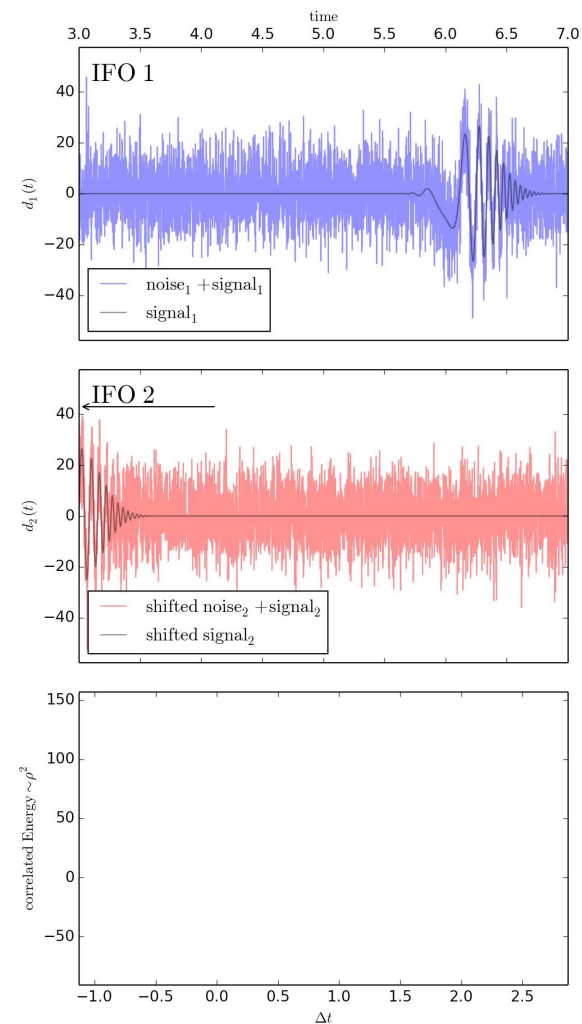 time
3.0 3.5 4.0 4.5 5.0 5.5 6.0 6.5 7.0
IFO 1
40
20
0
−20
−40
d₁(t)
noise₁ +signal₁
signal₁
IFO 2
40
20
0
−20
−40
d₂(t)
shifted noise₂ +signal₂
shifted signal₂
150
100
50
0
−50
correlated Energy ~ρ²
−1.0 −0.5 0.0 0.5 1.0 1.5 2.0 2.5
Δt